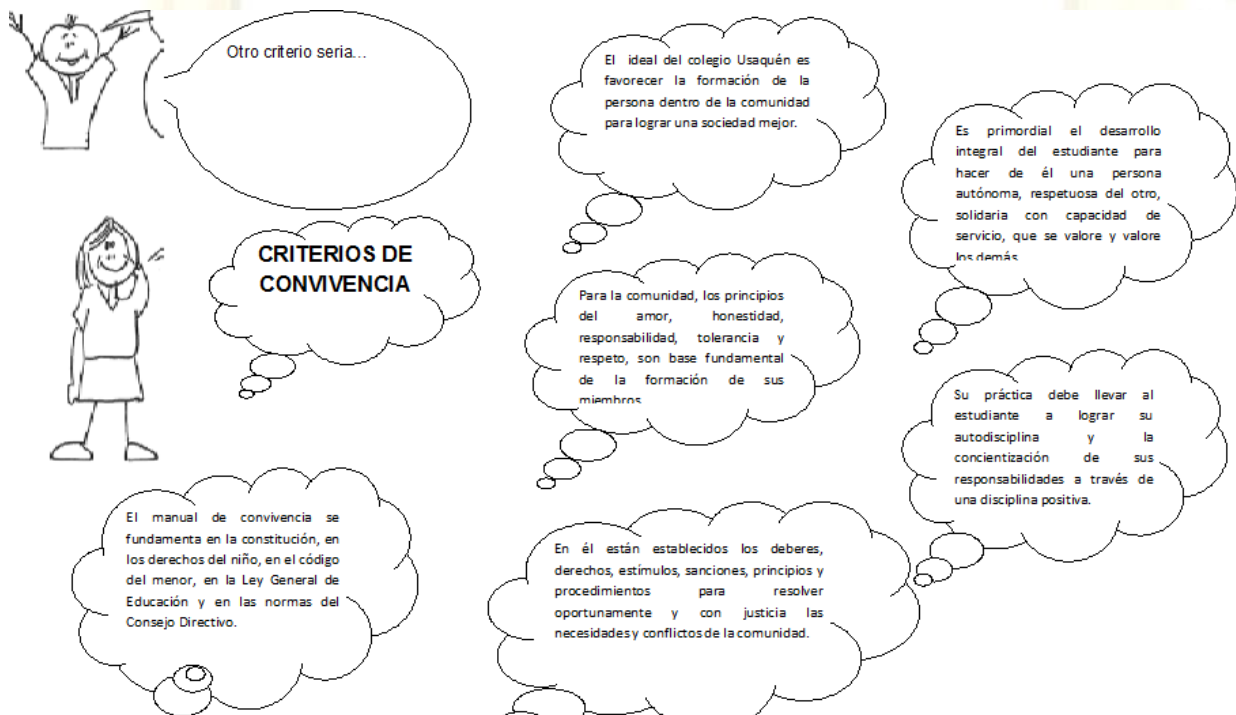 Otro criterio seria...
CRITERIOS DE
CONVIVENCIA
El ideal del colegio Usaquén es
favorecer la formación de la
persona dentro de la comunidad
para lograr una sociedad mejor.
Es primordial el desarrollo
integral del estudiante para
hacer de él una persona
autónoma, respetuosa del otro,
solidaria con capacidad de
servicio, que se valore y valore
los demás
Para la comunidad, los principios
del amor, honestidad,
responsabilidad, tolerancia y
respeto, son base fundamental
de la formación de sus
miembros
Su práctica debe llevar al
estudiante a lograr su
autodisciplina y la
concientización de sus
responsabilidades a través de
una disciplina positiva.
El manual de convivencia se
fundamenta en la constitución, en
los derechos del niño, en el código
del menor, en la Ley General de
Educación y en las normas del
Consejo Directivo.
En él están establecidos los deberes,
derechos, estímulos, sanciones, principios y
procedimientos para resolver
oportunamente y con justicia las
necesidades y conflictos de la comunidad.